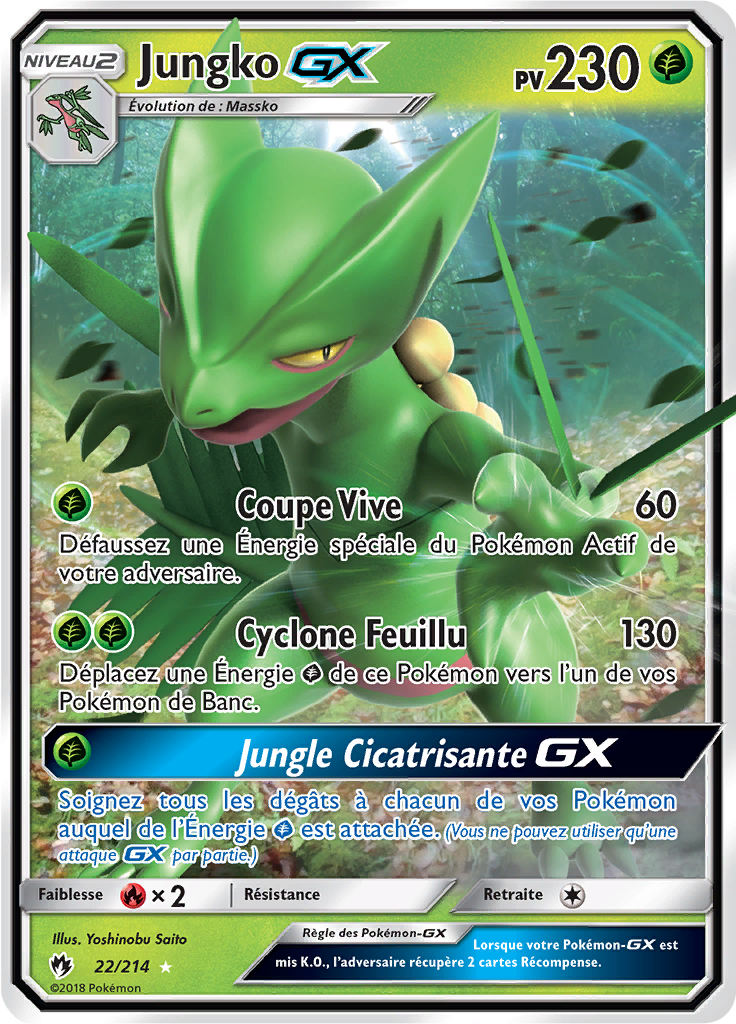 NIVEAU2 Jungko GX PV230
Évolution de : Massko
Coupe Vive 60
Défaussez une Énergie spéciale du Pokémon Actif de
votre adversaire.
Cyclone Feuillu 130
Déplacez une Énergie de ce Pokémon vers l'un de vos
Pokémon de Banc.
Jungle Cicatrisante GX
Soignez tous les dégâts à chacun de vos Pokémon
auquel de l'Énergie est attachée. (Vous ne pouvez utiliser qu'une
attaque GX par partie.)
Faiblesse ×2 Résistance Retraite
Illus. Yoshinobu Saito
22/214
©2018 Pokémon
Règle des Pokémon-GX
Lorsque votre Pokémon-GX est
mis K.O., l'adversaire récupère 2 cartes Récompense.